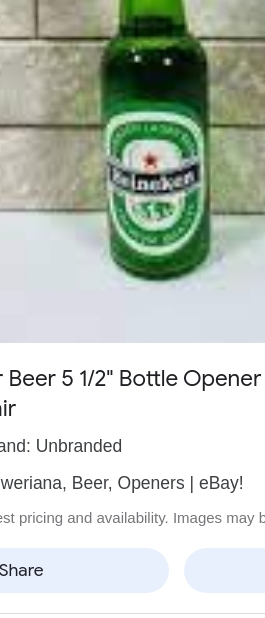 Heineken
r Beer 5 1/2" Bottle Opener
air
and: Unbranded
weriana, Beer, Openers | eBay!
est pricing and availability. Images may b
Share